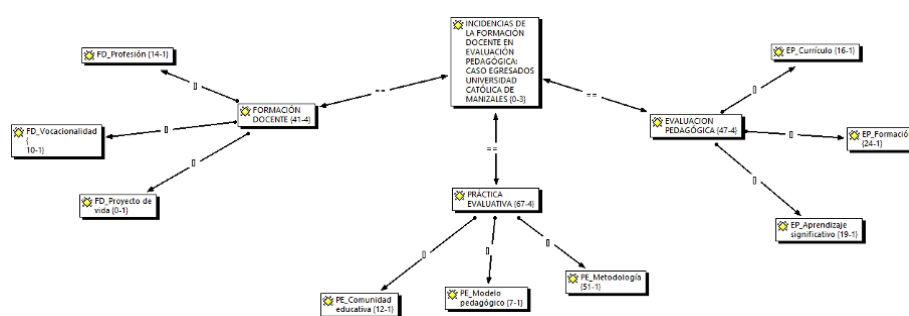 INCIDENCIAS DE
LA FORMACIÓN
DOCENTE EN
EVALUACIÓN
PEDAGÓGICA:
CASO EGRESADOS
UNIVERSIDAD
CATÓLICA DE
MANIZALES {0-3}
FD_Profesión {14-1}
EP_Currículo {16-1}
FORMACIÓN
DOCENTE {41-4}
EVALUACION
PEDAGÓGICA {47-4}
FD_Vocacionalidad
{
10-1}
EP_Formación
{24-1}
PRÁCTICA
EVALUATIVA {67-4}
FD_Proyecto de
vida {0-1}
EP_Aprendizaje
significativo {19-1}
PE_Comunidad
educativa {12-1}
PE_Modelo
pedagógico {7-1}
PE_Metodología
{51-1}
[]
[]
[]
==
==
==
[]
[]
[]
[]
[]
[]